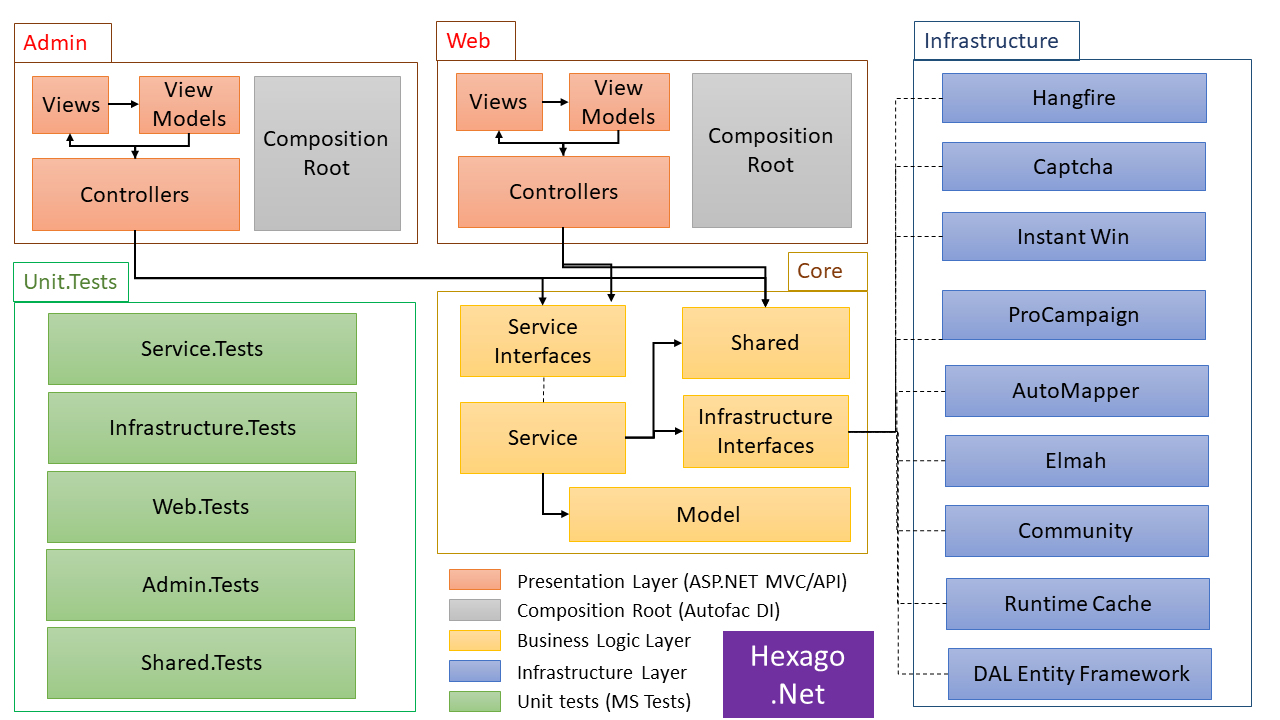 Admin
Views
View
Models
Composition
Root
Controllers
Web
Views
View
Models
Composition
Root
Controllers
Infrastructure
Hangfire
Captcha
Instant Win
ProCampaign
AutoMapper
Elmah
Community
Runtime Cache
DAL Entity Framework
Unit.Tests
Service.Tests
Infrastructure.Tests
Web.Tests
Admin.Tests
Shared.Tests
Core
Service
Interfaces
Shared
Service
Infrastructure
Interfaces
Model
Presentation Layer (ASP.NET MVC/API)
Composition Root (Autofac DI)
Business Logic Layer
Infrastructure Layer
Unit tests (MS Tests)
Hexago
.Net